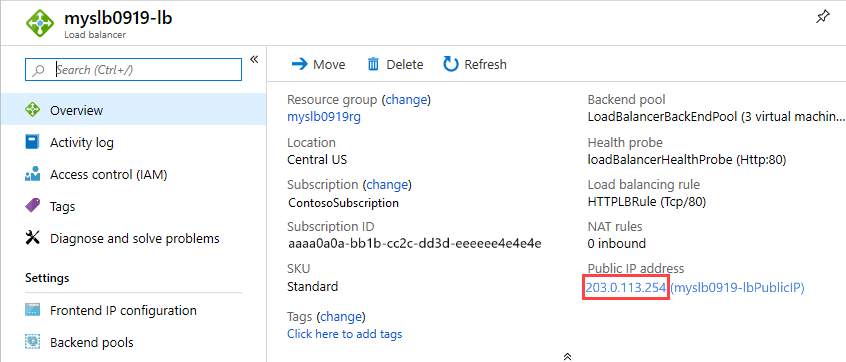 myslb0919-lb
Load balancer
Search (Ctrl+/)
«
Overview
Activity log
Access control (IAM)
Tags
Diagnose and solve problems
Settings
Frontend IP configuration
Backend pools
Move
Delete
Refresh
Resource group (change)
myslb0919rg
Location
Central US
Subscription (change)
ContosoSubscription
Subscription ID
aaaa0a0a-bb1b-cc2c-dd3d-eeeeee4e4e4e
SKU
Standard
Tags (change)
Click here to add tags
Backend pool
LoadBalancerBackEndPool (3 virtual machin...
Health probe
loadBalancerHealthProbe (Http:80)
Load balancing rule
HTTPLBRule (Tcp/80)
NAT rules
0 inbound
Public IP address
203.0.113.254 (myslb0919-lbPublicIP)